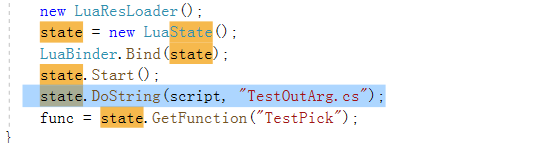 new LuaResLoader();
state = new LuaState();
LuaBinder.Bind(state);
state.Start();
state.DoString(script, "TestOutArg.cs");
func = state.GetFunction("TestPick");
}